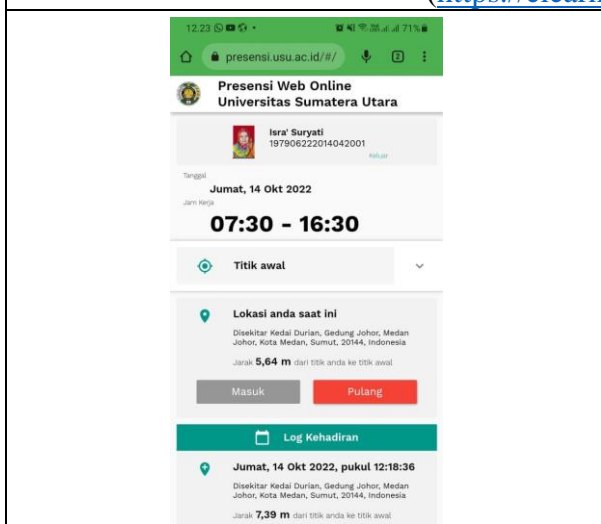 (https://elearn
12.23
71%
presensi.usu.ac.id/#/
2
Presensi Web Online
Universitas Sumatera Utara
Isra' Suryati
197906222014042001
Keluar
Tanggal
Jumat, 14 Okt 2022
Jam Kerja
07:30 - 16:30
Titik awal
Lokasi anda saat ini
Disekitar Kedai Durian, Gedung Johor, Medan
Johor, Kota Medan, Sumut, 20144, Indonesia
Jarak 5,64 m dari titik anda ke titik awal
Masuk
Pulang
Log Kehadiran
Jumat, 14 Okt 2022, pukul 12:18:36
Disekitar Kedai Durian, Gedung Johor, Medan
Johor, Kota Medan, Sumut, 20144, Indonesia
Jarak 7,39 m dari titik anda ke titik awal